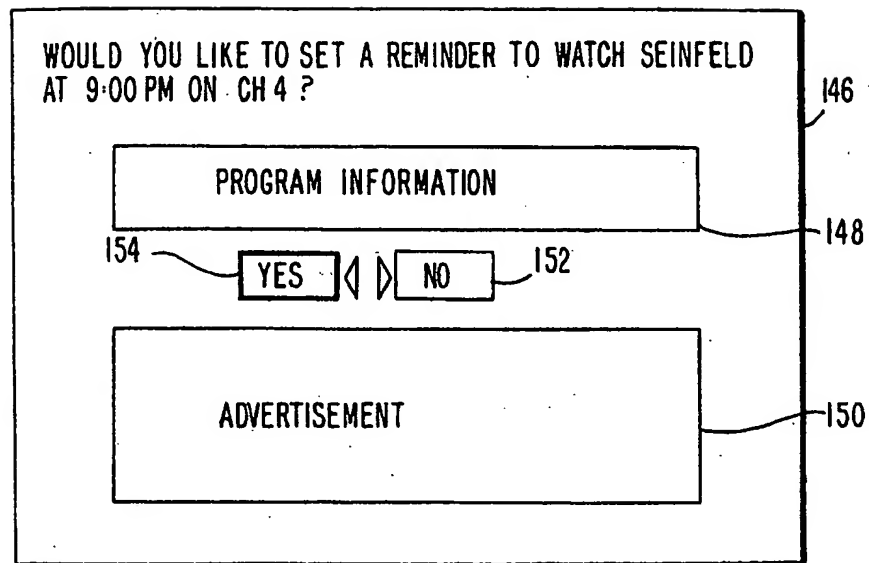 WOULD YOU LIKE TO SET A REMINDER TO WATCH SEINFELD
AT 9:00 PM ON CH 4 ?
146
PROGRAM INFORMATION
148
154
YES
NO
152
ADVERTISEMENT
150